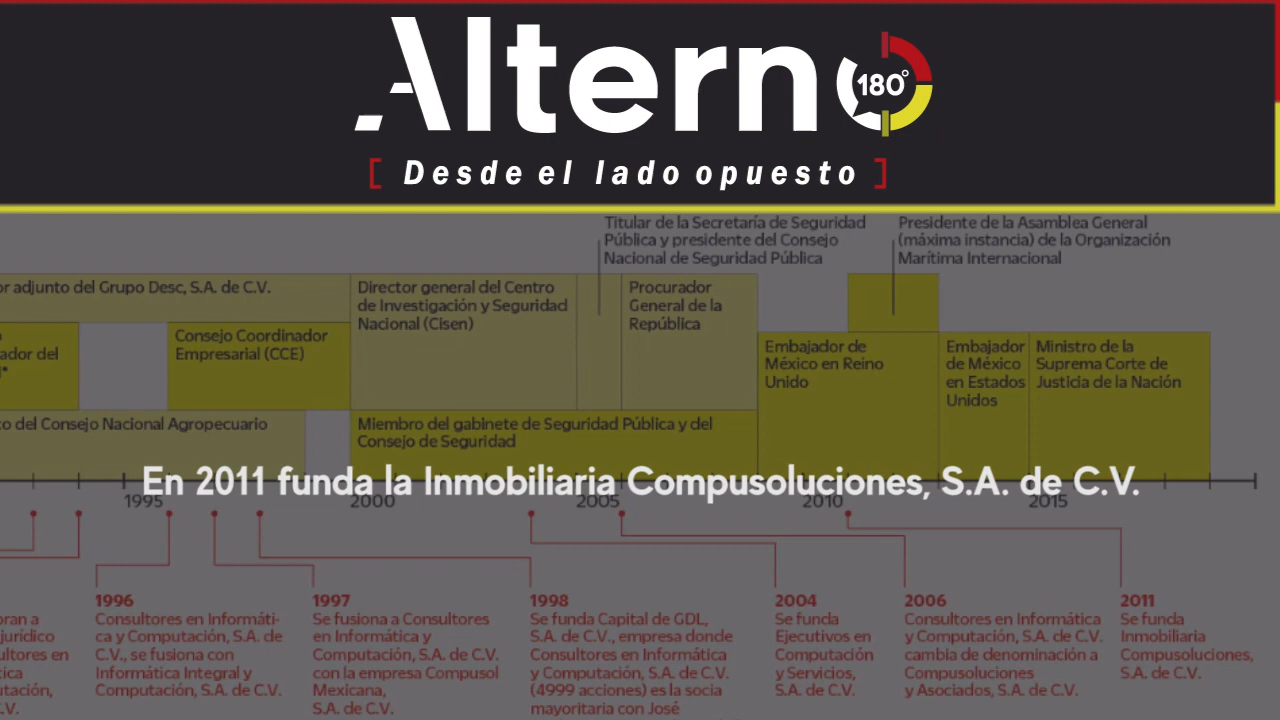 Alterno
180°
[ Desde el lado opuesto ]
Titular de la Secretaría de Seguridad
Pública y presidente del Consejo
Nacional de Seguridad Pública
Presidente de la Asamblea General
(máxima instancia) de la Organización
Marítima Internacional
adjunto del Grupo Desc, S.A. de C.V.
Consejo Coordinador
Empresarial (CCE)
del Consejo Nacional Agropecuario
Director general del Centro
de Investigación y Seguridad
Nacional (Cisen)
Procurador
General de la
República
Miembro del gabinete de Seguridad Pública y del
Consejo de Seguridad
Embajador de
México en Reino
Unido
Embajador
de México
en Estados
Unidos
Ministro de la
Suprema Corte de
Justicia de la Nación
En 2011 funda la Inmobiliaria Compusoluciones, S.A. de C.V.
1995 2000 2005 2010 2015
1996
Consultores en Informáti-
ca y Computación, S.A. de
C.V., se fusiona con
Informática Integral y
Computación, S.A. de C.V.
1997
Se fusiona a Consultores
en Informática y
Computación, S.A. de C.V.
con la empresa Compusol
Mexicana,
S.A. de C.V.
1998
Se funda Capital de GDL,
S.A. de C.V., empresa donde
Consultores en Informática
y Computación, S.A. de C.V.
(4999 acciones) es la socia
mayoritaria con José
2004
Se funda
Ejecutivos en
Computación
y Servicios,
S.A. de C.V.
2006
Consultores en Informática
y Computación, S.A. de C.V.
cambia de denominación a
Compusoluciones
y Asociados, S.A. de C.V.
2011
Se funda
Inmobiliaria
Compusoluciones,
S.A. de C.V.